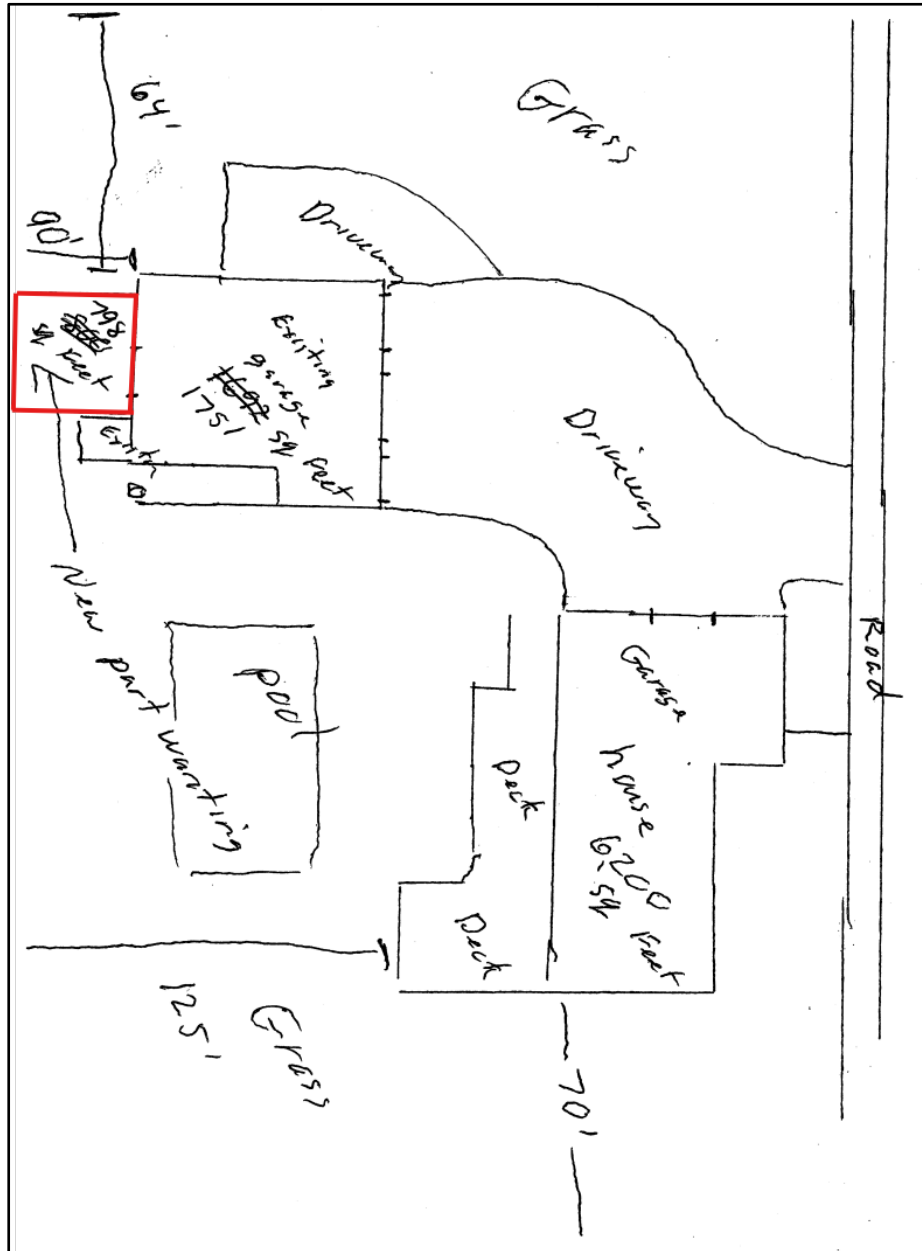 Grass
64'
90'
Driveway
798
sq Feet
Existing
garage
1692
1751
sq Feet
Driveway
New part wanting
pool
Road
Garage
house
6200
sq Feet
Deck
Deck
125'
Grass
70'